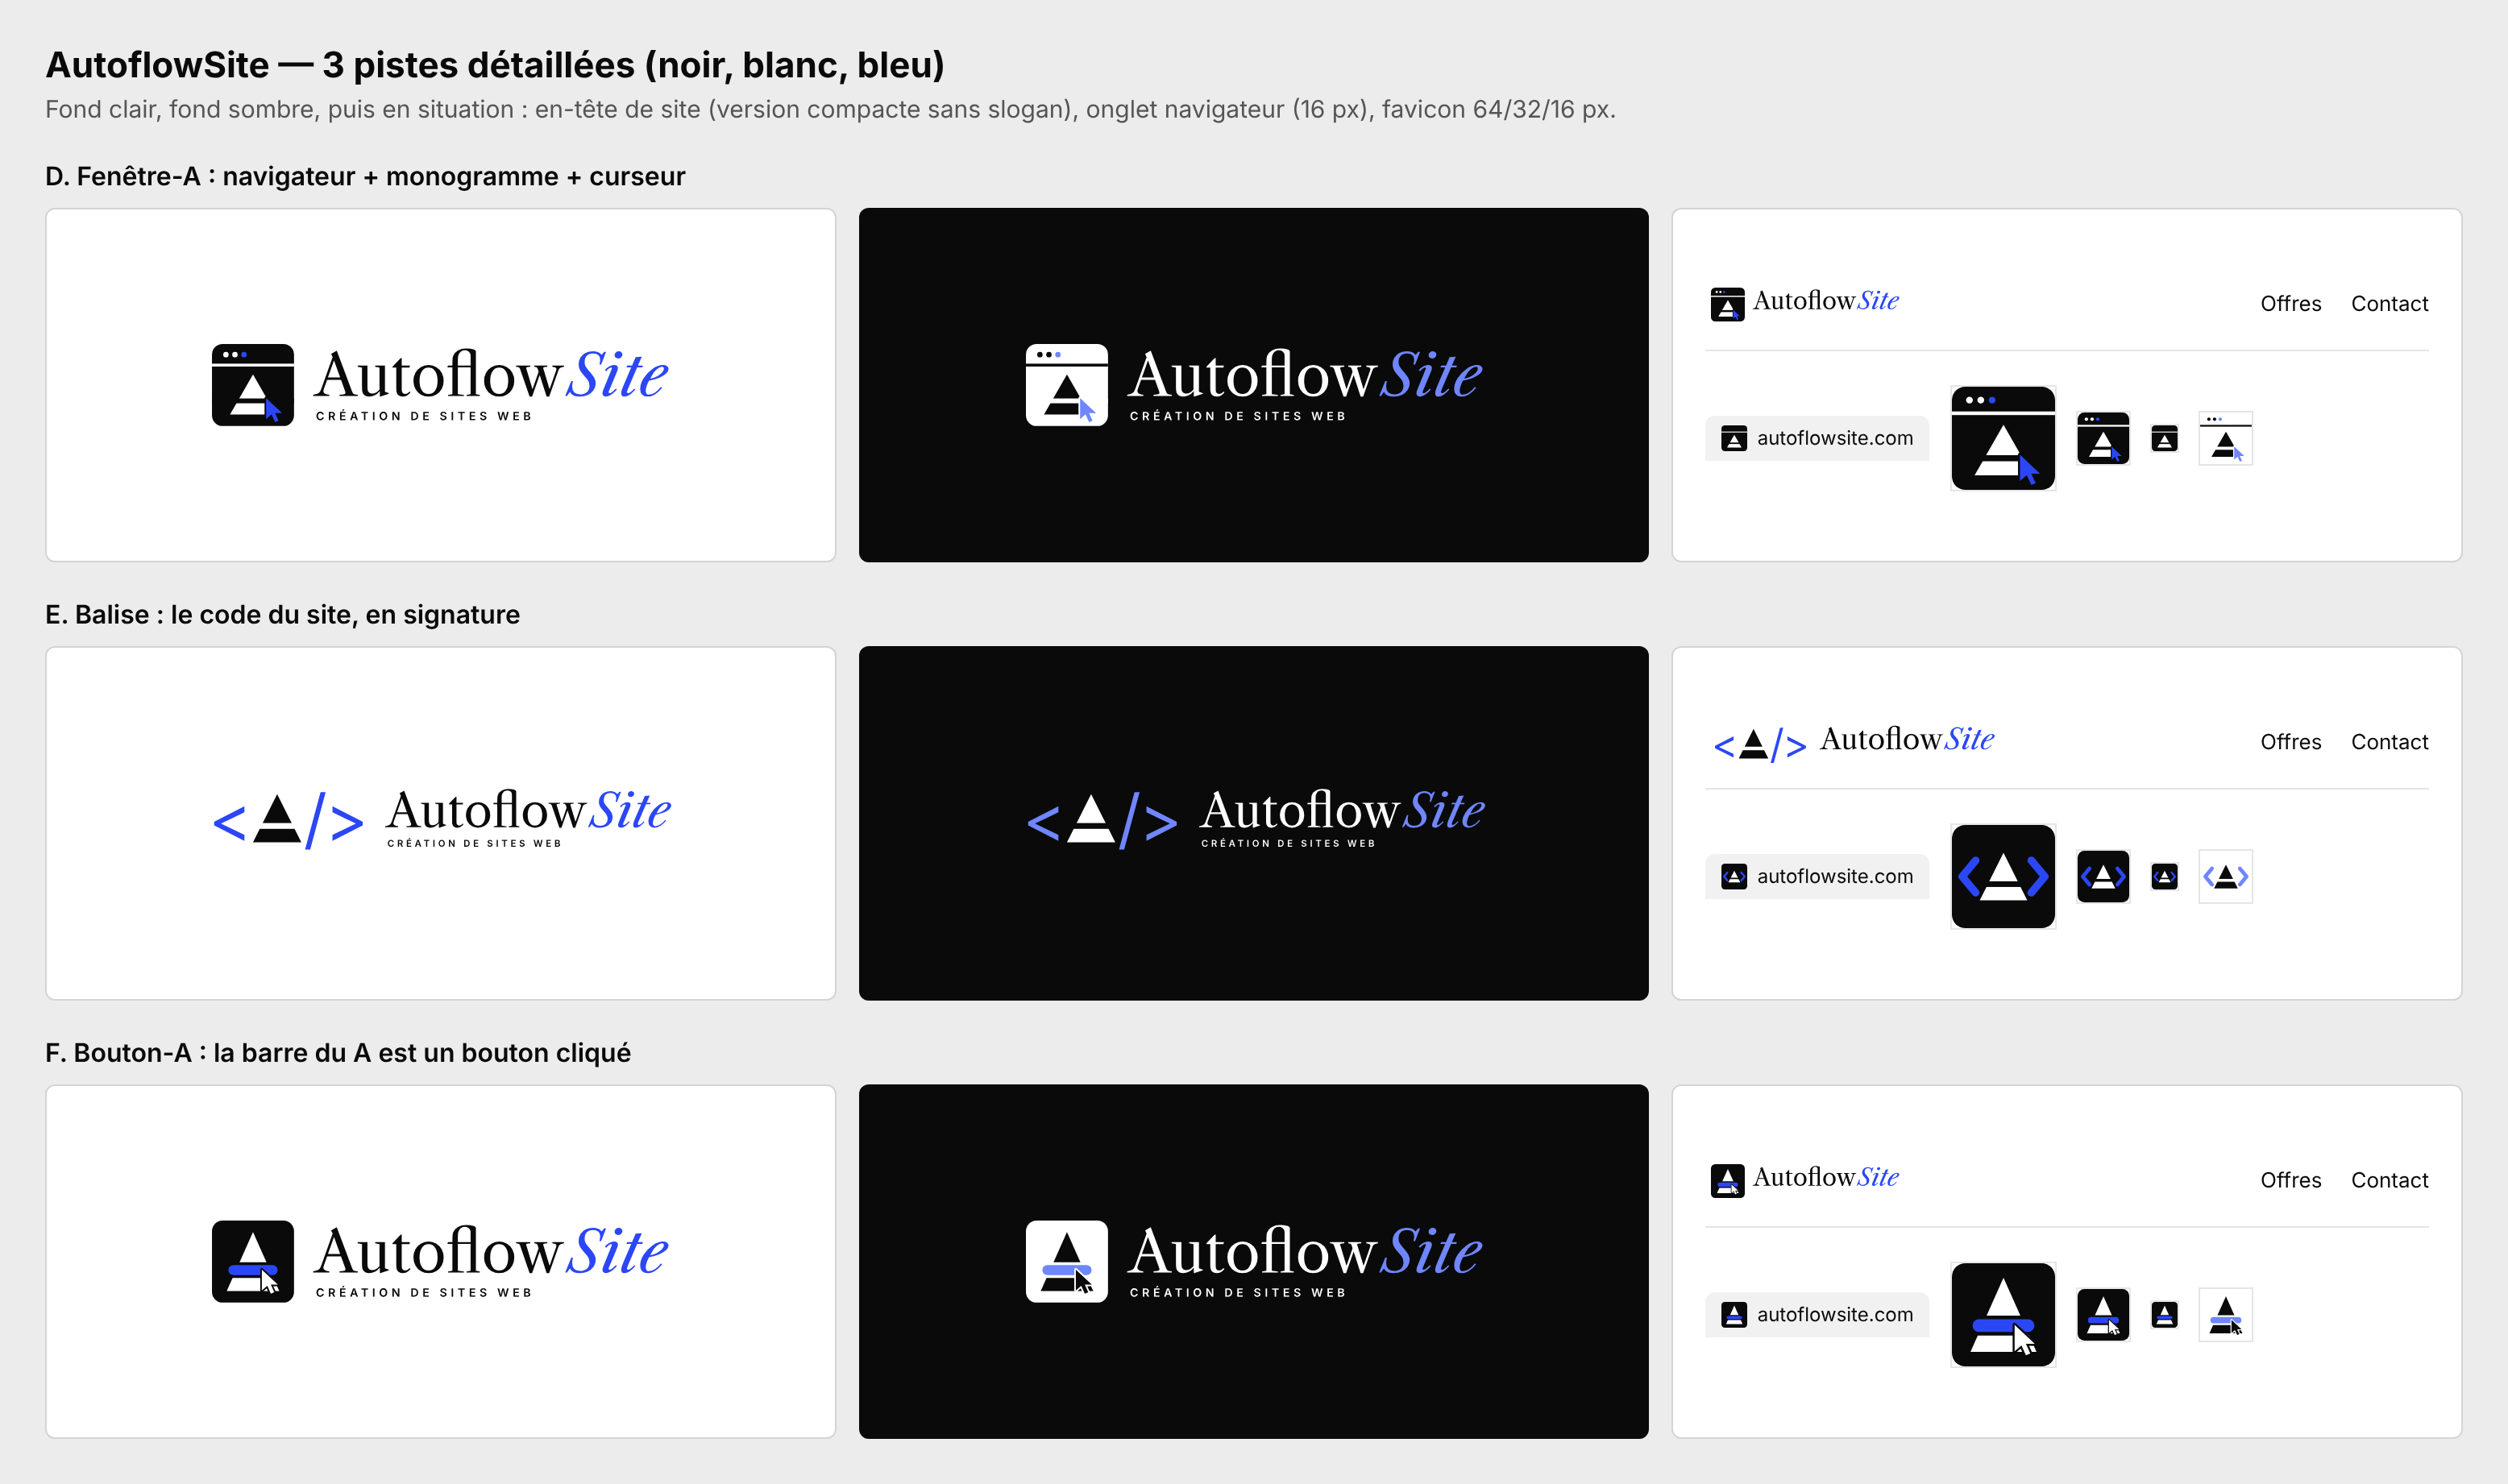 AutoflowSite — 3 pistes détaillées (noir, blanc, bleu)
Fond clair, fond sombre, puis en situation : en-tête de site (version compacte sans slogan), onglet navigateur (16 px), favicon 64/32/16 px.
D. Fenêtre-A : navigateur + monogramme + curseur
AutoflowSite
CRÉATION DE SITES WEB
AutoflowSite
CRÉATION DE SITES WEB
AutoflowSite
Offres Contact
autoflowsite.com
E. Balise : le code du site, en signature
<A/> AutoflowSite
CRÉATION DE SITES WEB
<A/> AutoflowSite
CRÉATION DE SITES WEB
<A/> AutoflowSite
Offres Contact
autoflowsite.com
F. Bouton-A : la barre du A est un bouton cliqué
AutoflowSite
CRÉATION DE SITES WEB
AutoflowSite
CRÉATION DE SITES WEB
AutoflowSite
Offres Contact
autoflowsite.com